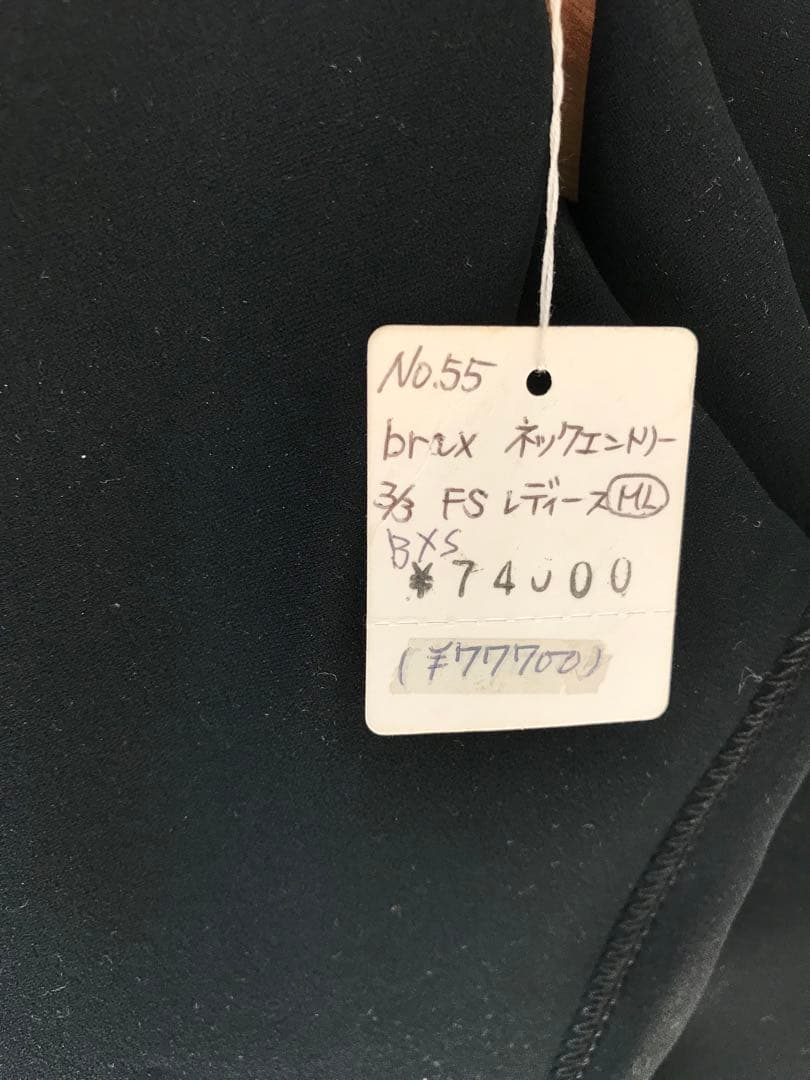 No.55
brax ネックエントリー
3/3 FS レディース ML
BXS
¥74000
(¥77700)